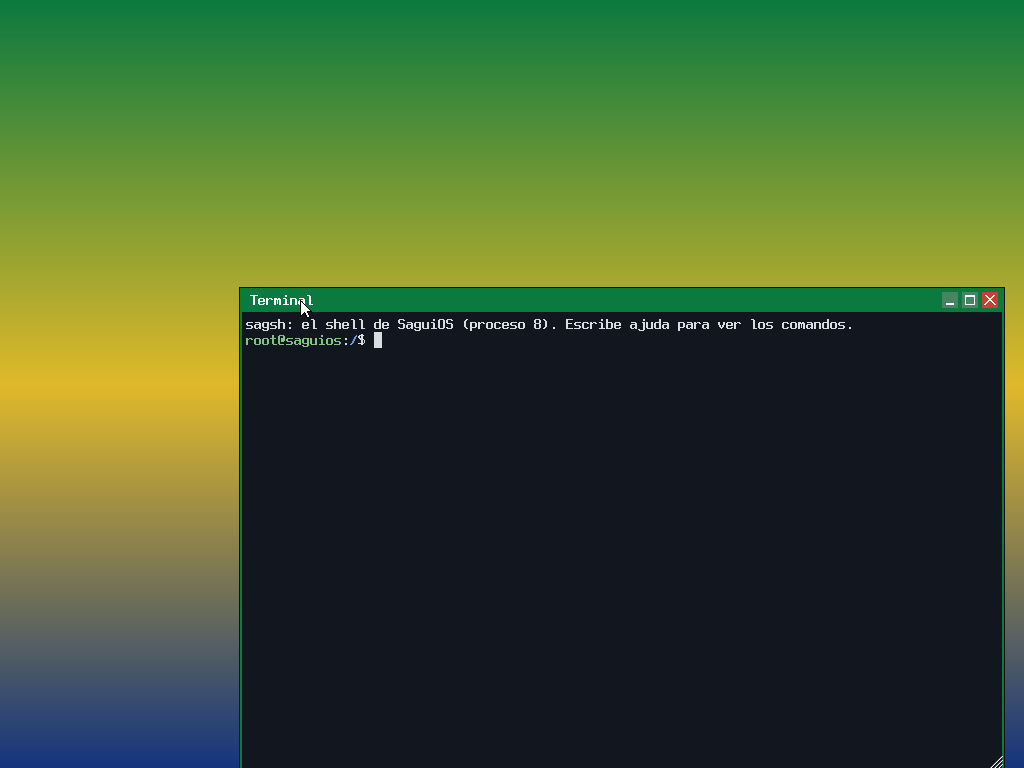 Terminal
sagsh: el shell de SaguiOS (proceso 8). Escribe ajuda para ver los comandos.
root@saguios:/$